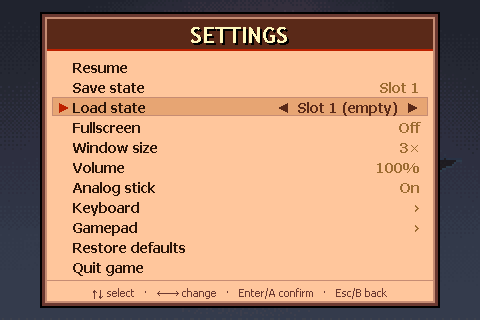 SETTINGS
Resume
Save state Slot 1
▶ Load state ◀ Slot 1 (empty) ▶
Fullscreen Off
Window size 3×
Volume 100%
Analog stick On
Keyboard ›
Gamepad ›
Restore defaults
Quit game
↑↓ select · ←→ change · Enter/A confirm · Esc/B back